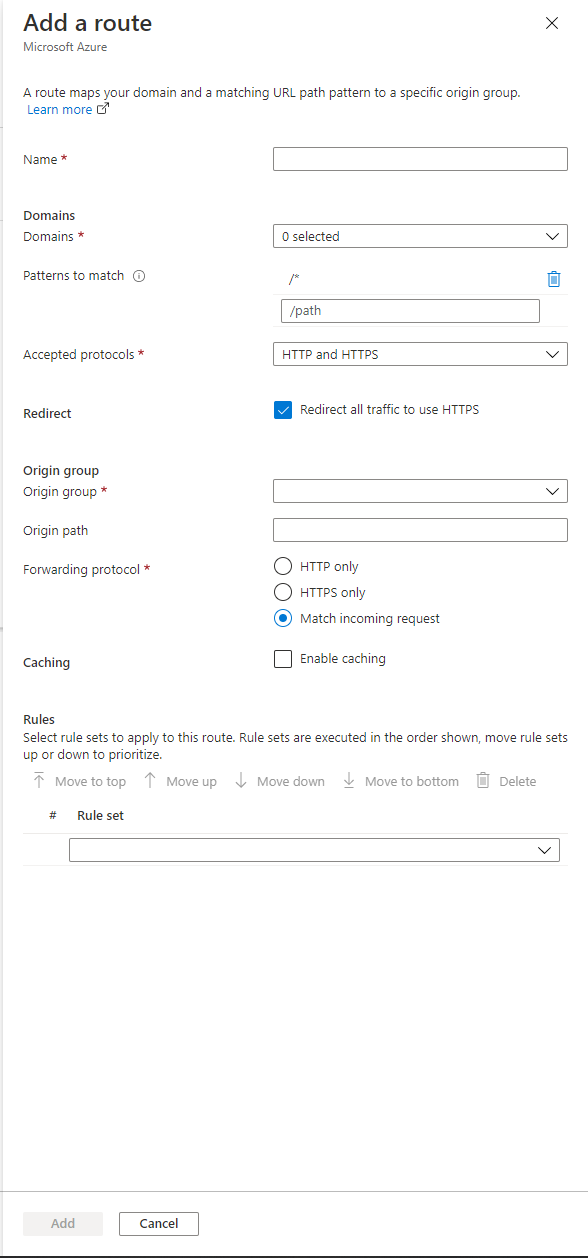 Add a route
Microsoft Azure
A route maps your domain and a matching URL path pattern to a specific origin group.
Learn more
Name *
Domains
Domains *
0 selected
Patterns to match
/*
/path
Accepted protocols *
HTTP and HTTPS
Redirect
Redirect all traffic to use HTTPS
Origin group
Origin group *
Origin path
Forwarding protocol *
HTTP only
HTTPS only
Match incoming request
Caching
Enable caching
Rules
Select rule sets to apply to this route. Rule sets are executed in the order shown, move rule sets
up or down to prioritize.
Move to top Move up Move down Move to bottom Delete
# Rule set
Add Cancel